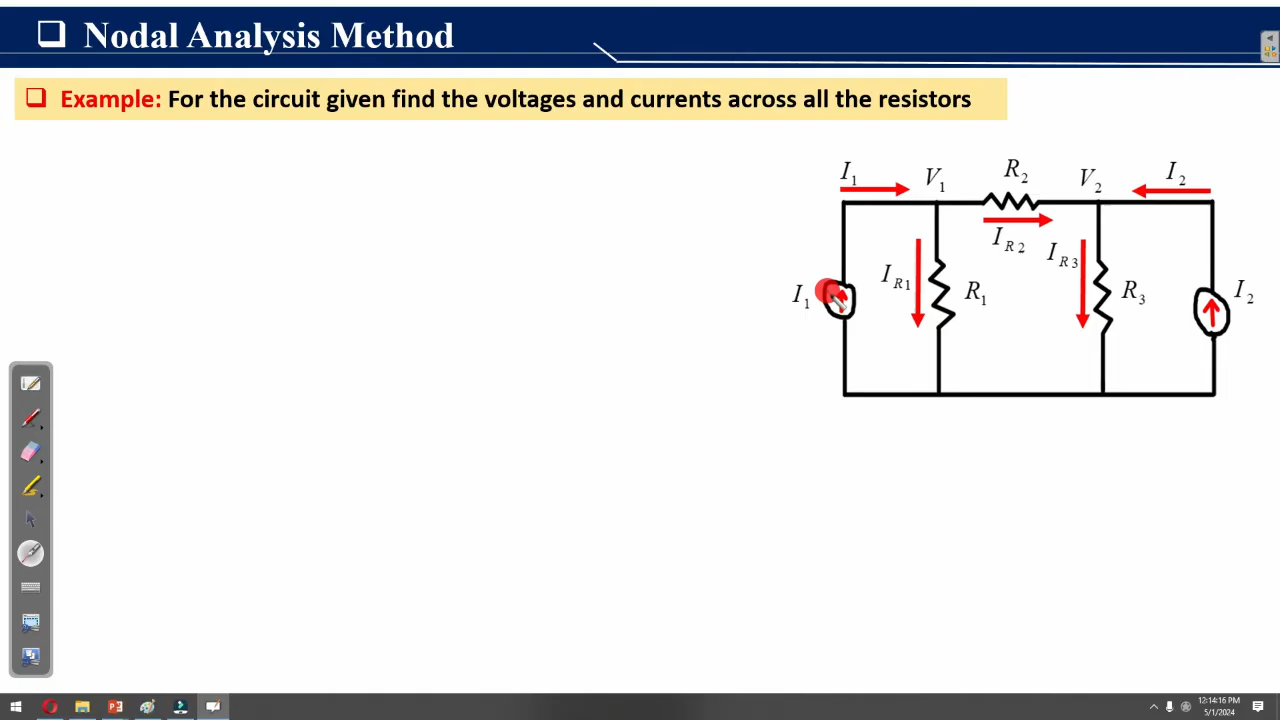 ❑ Nodal Analysis Method
❑ Example: For the circuit given find the voltages and currents across all the resistors
I1 V1 R2 V2 I2
IR2
IR1 IR3
I1 R1 R3 I2
12:14:16 PM
5/1/2024